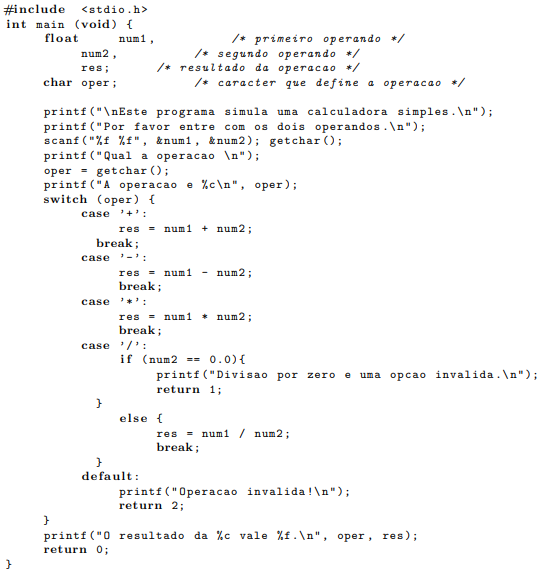 #include <stdio.h>
int main (void) {
float num1, /* primeiro operando */
num2, /* segundo operando */
res; /* resultado da operacao */
char oper; /* caracter que define a operacao */
printf("\nEste programa simula uma calculadora simples.\n");
printf("Por favor entre com os dois operandos.\n");
scanf("%f %f", &num1, &num2); getchar();
printf("Qual a operacao \n");
oper = getchar();
printf("A operacao e %c\n", oper);
switch (oper) {
case '+':
res = num1 + num2;
break;
case '-':
res = num1 - num2;
break;
case '*':
res = num1 * num2;
break;
case '/':
if (num2 == 0.0){
printf("Divisao por zero e uma opcao invalida.\n");
return 1;
}
else {
res = num1 / num2;
break;
}
default:
printf("Operacao invalida!\n");
return 2;
}
printf("O resultado da %c vale %f.\n", oper, res);
return 0;
}